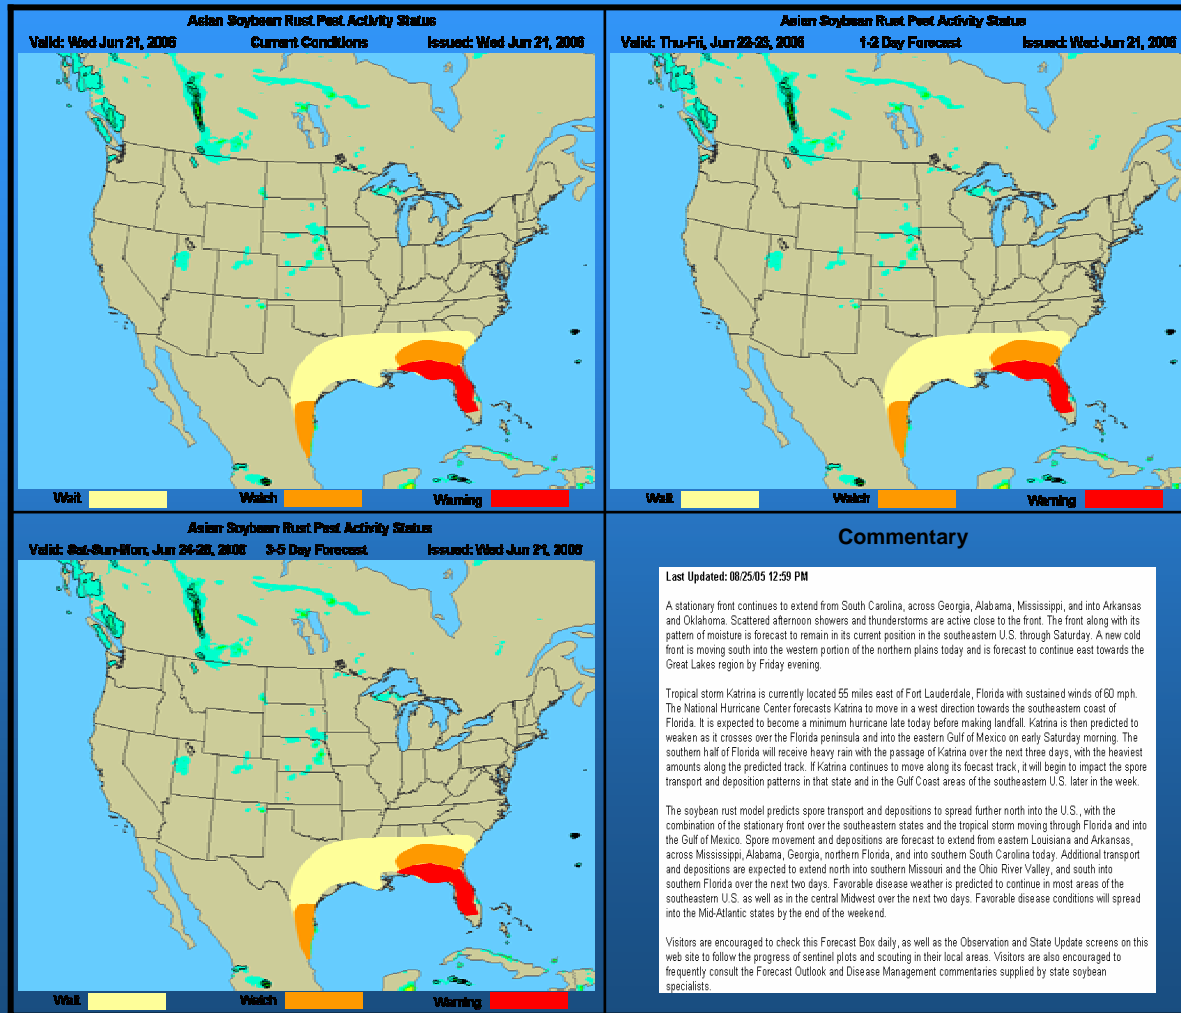 Asian Soybean Rust Pest Activity Status
Valid: Wed Jun 21, 2006 Current Conditions Issued: Wed Jun 21, 2006
Wait Watch Warning
Asian Soybean Rust Pest Activity Status
Valid: Thu-Fri, Jun 22-23, 2006 1-2 Day Forecast Issued: Wed Jun 21, 2006
Wait Watch Warning
Asian Soybean Rust Pest Activity Status
Valid: Sat-Sun-Mon, Jun 24-26, 2006 3-5 Day Forecast Issued: Wed Jun 21, 2006
Wait Watch Warning
Commentary
Last Updated: 08/25/05 12:59 PM
A stationary front continues to extend from South Carolina, across Georgia, Alabama, Mississippi, and into Arkansas
and Oklahoma. Scattered afternoon showers and thunderstorms are active close to the front. The front along with its
pattern of moisture is forecast to remain in its current position in the southeastern U.S. through Saturday. A new cold
front is moving south into the western portion of the northern plains today and is forecast to continue east towards the
Great Lakes region by Friday evening.
Tropical storm Katrina is currently located 55 miles east of Fort Lauderdale, Florida with sustained winds of 60 mph.
The National Hurricane Center forecasts Katrina to move in a west direction towards the southeastern coast of
Florida. It is expected to become a minimum hurricane late today before making landfall. Katrina is then predicted to
weaken as it crosses over the Florida peninsula and into the eastern Gulf of Mexico on early Saturday morning. The
southern half of Florida will receive heavy rain with the passage of Katrina over the next three days, with the heaviest
amounts along the predicted track. If Katrina continues to move along its foecast track, it will begin to impact the spore
transport and deposition patterns in that state and in the Gulf Coast areas of the southeastern U.S. later in the week.
The soybean rust model predicts spore transport and depositions to spread further north into the U.S., with the
combination of the stationary front over the southeastern states and the tropical storm moving through Florida and into
the Gulf of Mexico. Spore movement and depositions are forecast to extend from eastern Louisiana and Arkansas,
across Mississippi, Alabama, Georgia, northern Florida, and into southern South Carolina today. Additional transport
and depositions are expected to extend north into southern Missouri and the Ohio River Valley, and south into
southern Florida over the next two days. Favorable disease weather is predicted to continue in most areas of the
southeastern U.S. as well as in the central Midwest over the next two days. Favorable disease conditions will spread
into the Mid-Atlantic states by the end of the weekend.
Visitors are encouraged to check this Forecast Box daily, as well as the Observation and State Update screens on this
web site to follow the progress of sentinel plots and scouting in their local areas. Visitors are also encouraged to
frequently consult the Forecast Outlook and Disease Management commentaries supplied by state soybean
specialists.